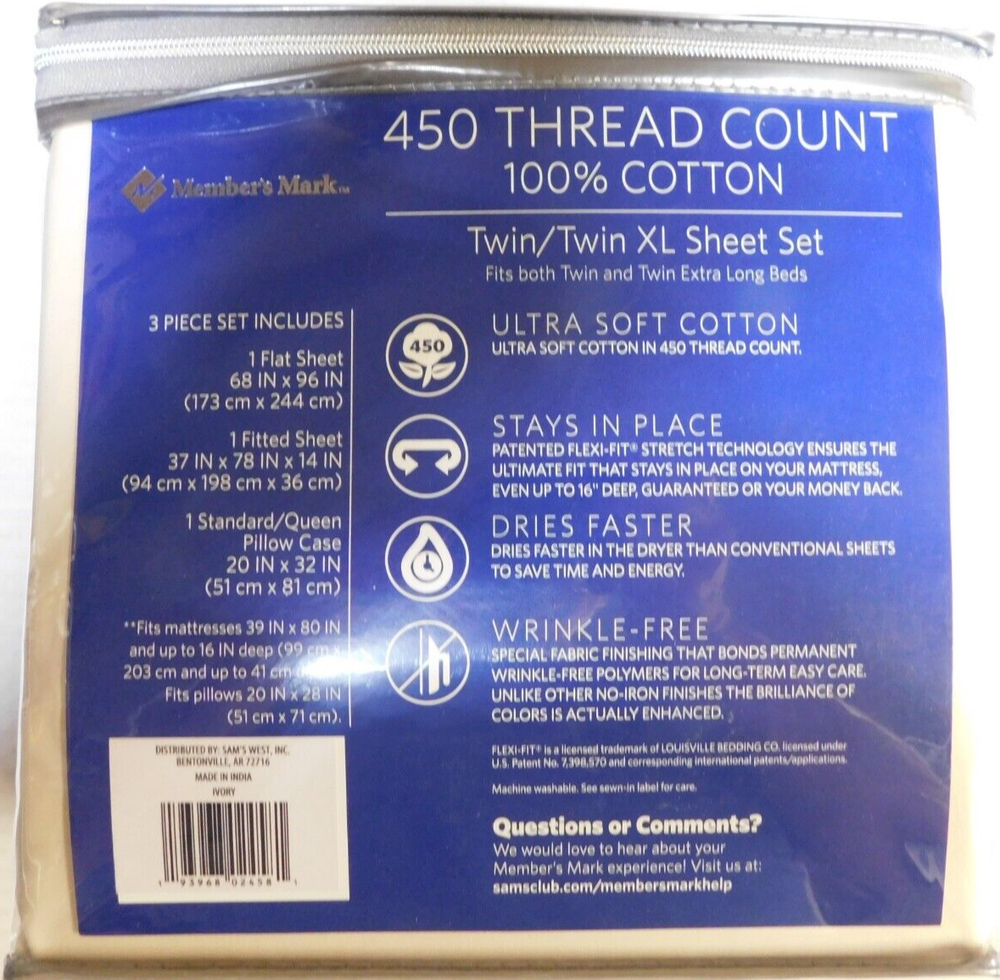 450 THREAD COUNT
100% COTTON
Member's Mark™
Twin/Twin XL Sheet Set
Fits both Twin and Twin Extra Long Beds
3 PIECE SET INCLUDES
1 Flat Sheet
68 IN x 96 IN
(173 cm x 244 cm)
1 Fitted Sheet
37 IN x 78 IN x 14 IN
(94 cm x 198 cm x 36 cm)
1 Standard/Queen
Pillow Case
20 IN x 32 IN
(51 cm x 81 cm)
**Fits mattresses 39 IN x 80 IN
and up to 16 IN deep (99 cm x
203 cm and up to 41 cm
Fits pillows 20 IN x 28 IN
(51 cm x 71 cm).
450
ULTRA SOFT COTTON
ULTRA SOFT COTTON IN 450 THREAD COUNT.
STAYS IN PLACE
PATENTED FLEXI-FIT® STRETCH TECHNOLOGY ENSURES THE
ULTIMATE FIT THAT STAYS IN PLACE ON YOUR MATTRESS,
EVEN UP TO 16" DEEP, GUARANTEED OR YOUR MONEY BACK.
DRIES FASTER
DRIES FASTER IN THE DRYER THAN CONVENTIONAL SHEETS
TO SAVE TIME AND ENERGY.
WRINKLE-FREE
SPECIAL FABRIC FINISHING THAT BONDS PERMANENT
WRINKLE-FREE POLYMERS FOR LONG-TERM EASY CARE.
UNLIKE OTHER NO-IRON FINISHES THE BRILLIANCE OF
COLORS IS ACTUALLY ENHANCED.
FLEXI-FIT® is a licensed trademark of LOUISVILLE BEDDING CO. licensed under
U.S. Patent No. 7,398,570 and corresponding international patents/applications.
Machine washable. See sewn-in label for care.
Questions or Comments?
We would love to hear about your
Member's Mark experience! Visit us at:
samsclub.com/membersmarkhelp
DISTRIBUTED BY: SAM'S WEST, INC.
BENTONVILLE, AR 72716
MADE IN INDIA
IVORY
1 93968 02458 1